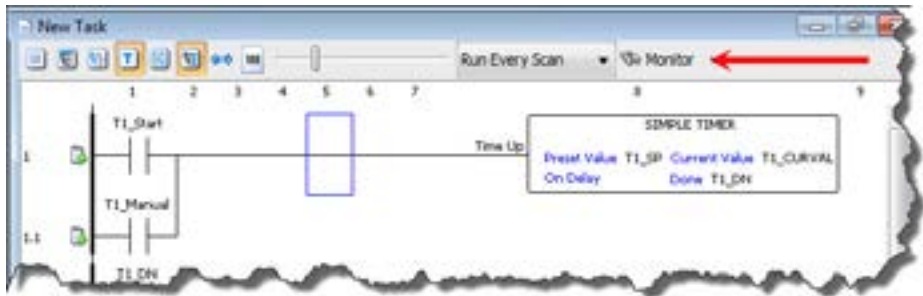 New Task
Run Every Scan Monitor
1 2 3 4 5 6 7 8 9
T1_Start
SIMPLE TIMER
1
Time Up
Preset Value T1_SP Current Value T1_CURVAL
On Delay Done T1_DN
T1_Manual
1.1
T1_DN